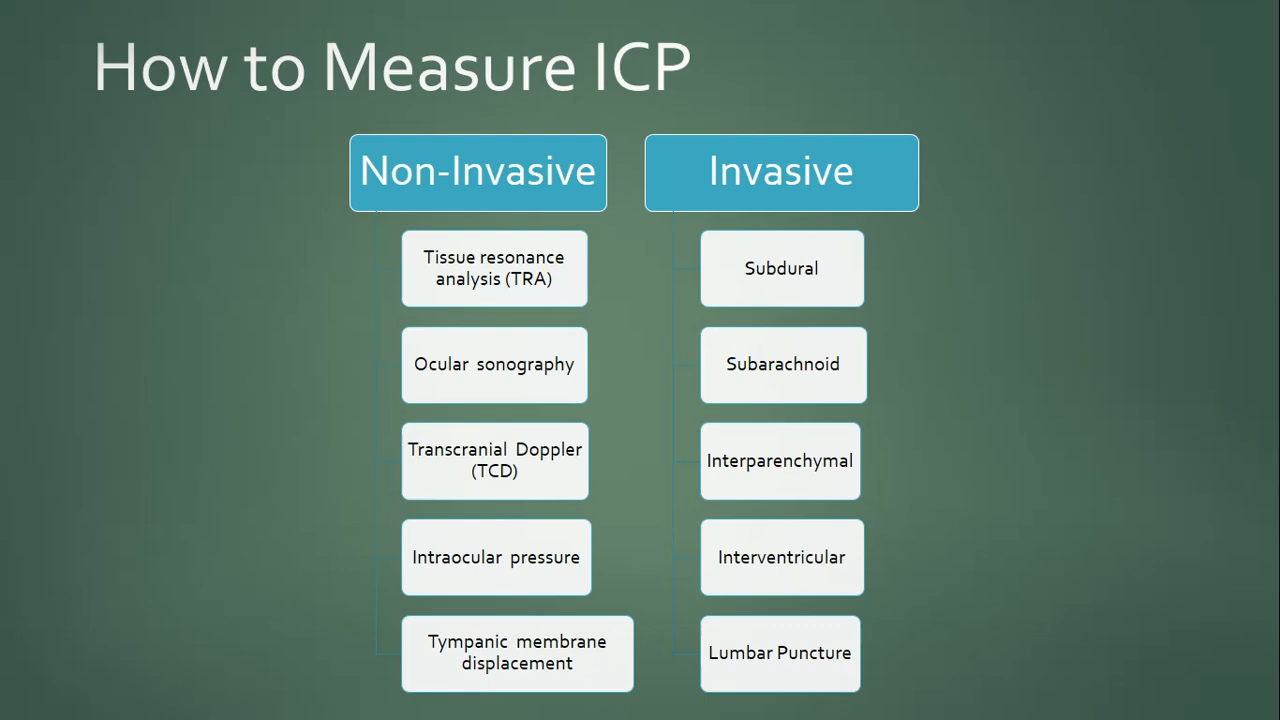 How to Measure ICP
Non-Invasive
Tissue resonance
analysis (TRA)
Ocular sonography
Transcranial Doppler
(TCD)
Intraocular pressure
Tympanic membrane
displacement
Invasive
Subdural
Subarachnoid
Interparenchymal
Interventricular
Lumbar Puncture